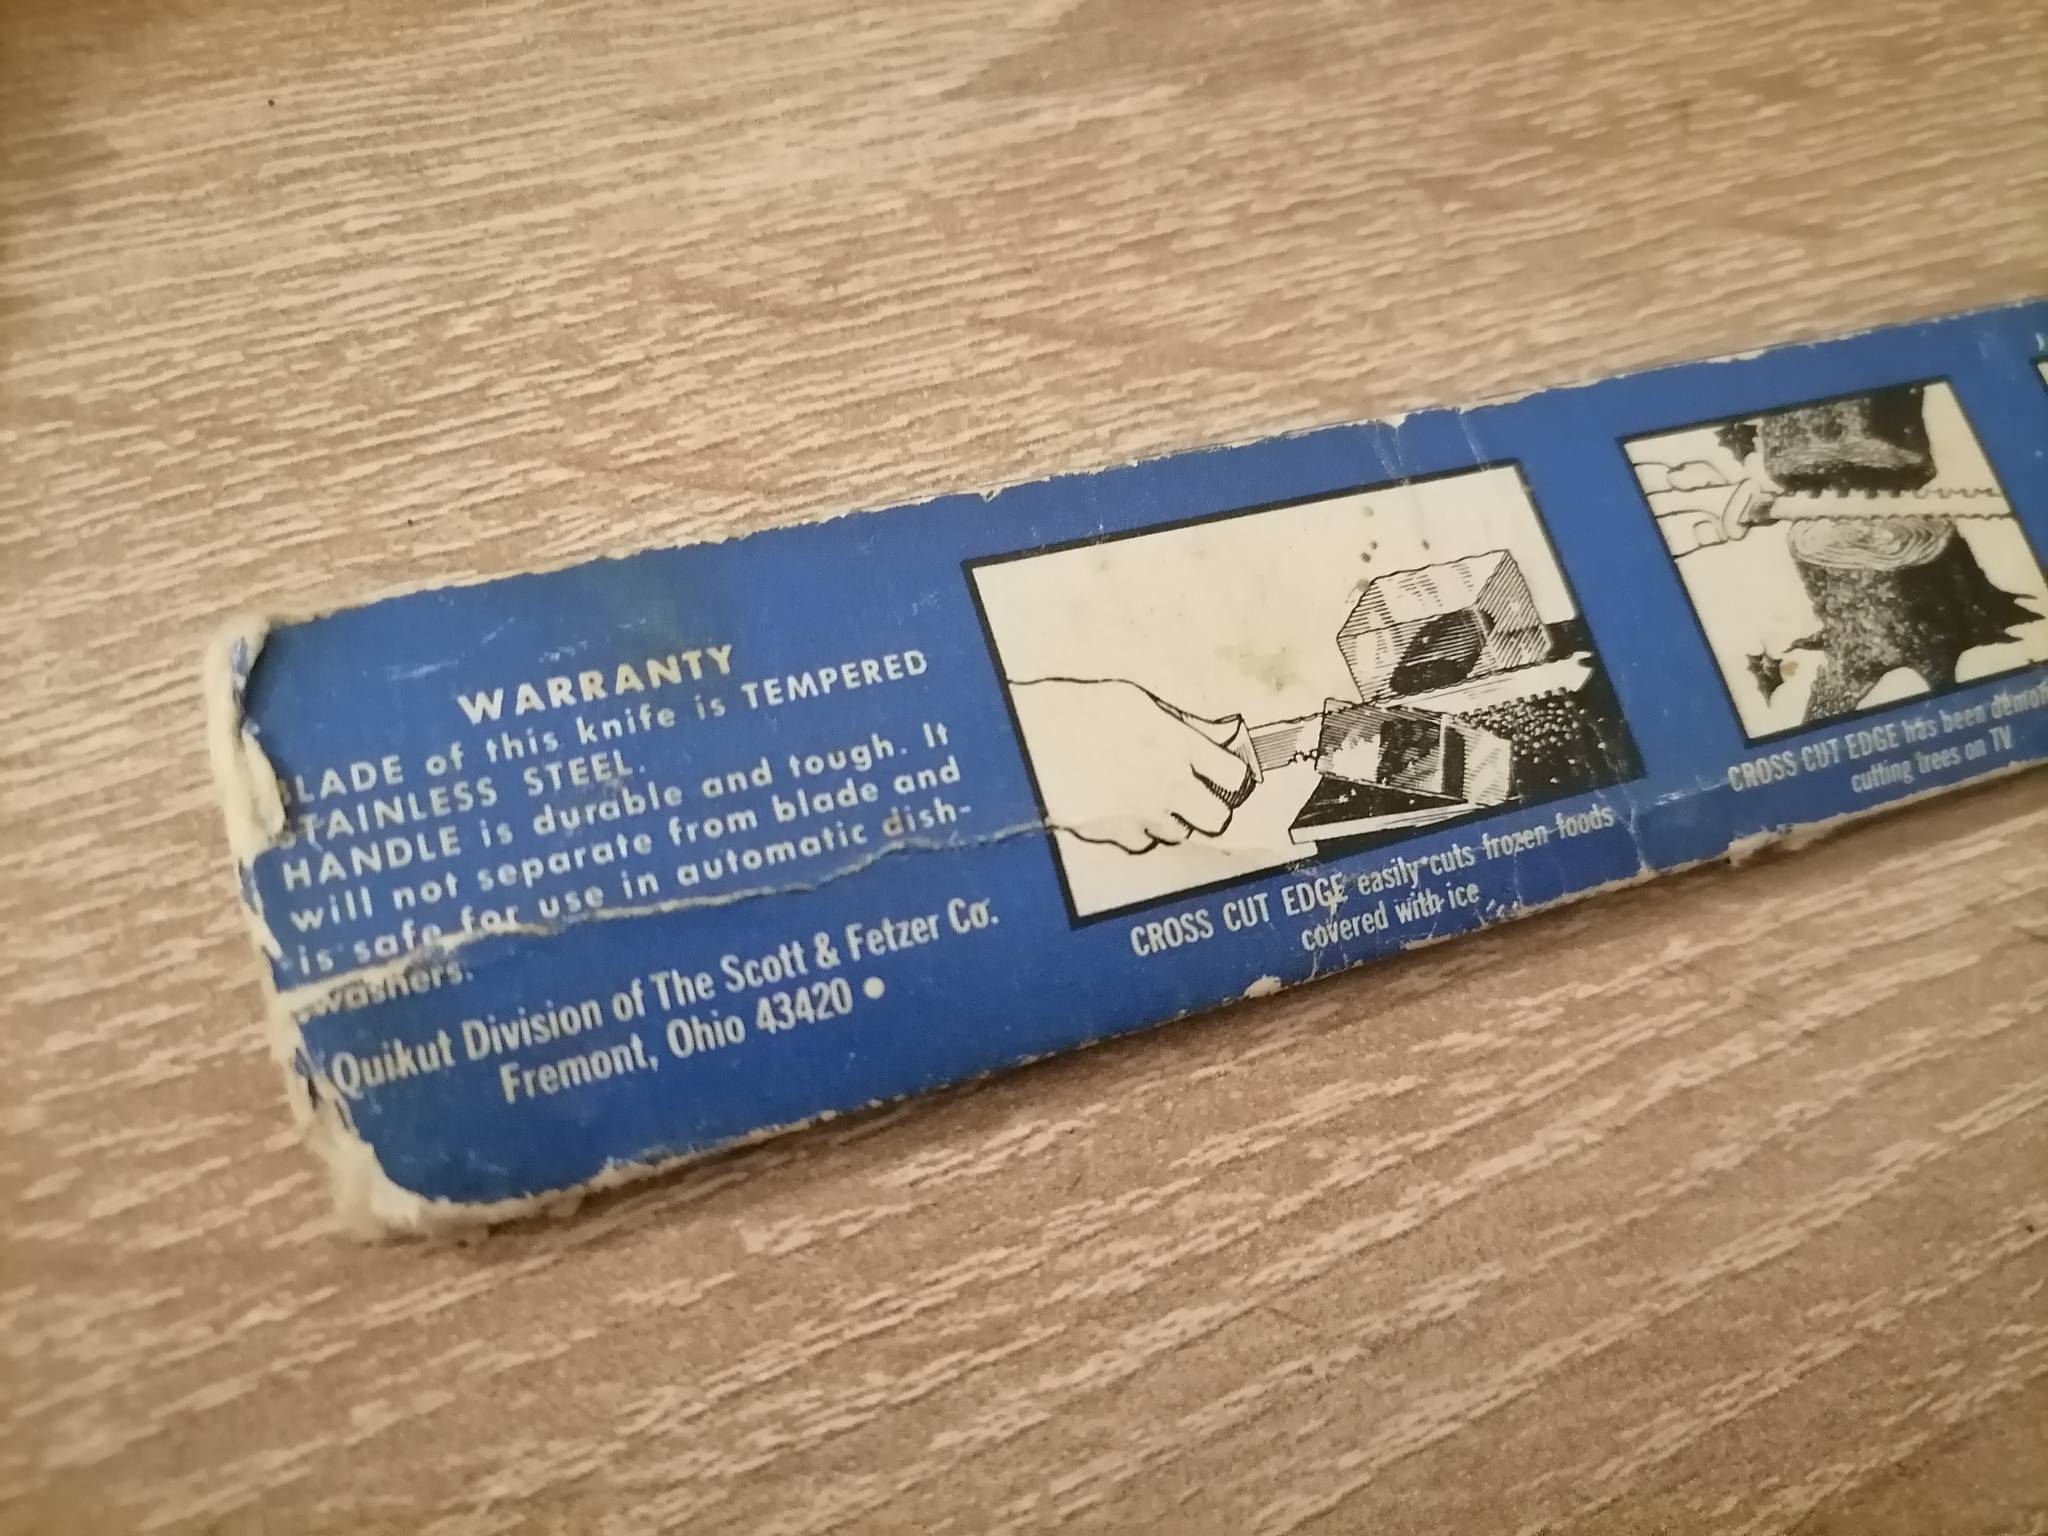 WARRANTY
BLADE of this knife is TEMPERED
STAINLESS STEEL.
HANDLE is durable and tough. It
will not separate from blade and
is safe for use in automatic dish-
washers.
Quikut Division of The Scott & Fetzer Co.
Fremont, Ohio 43420 •
CROSS CUT EDGE easily cuts frozen foods
covered with ice
CROSS CUT EDGE has been
cutting trees on TV